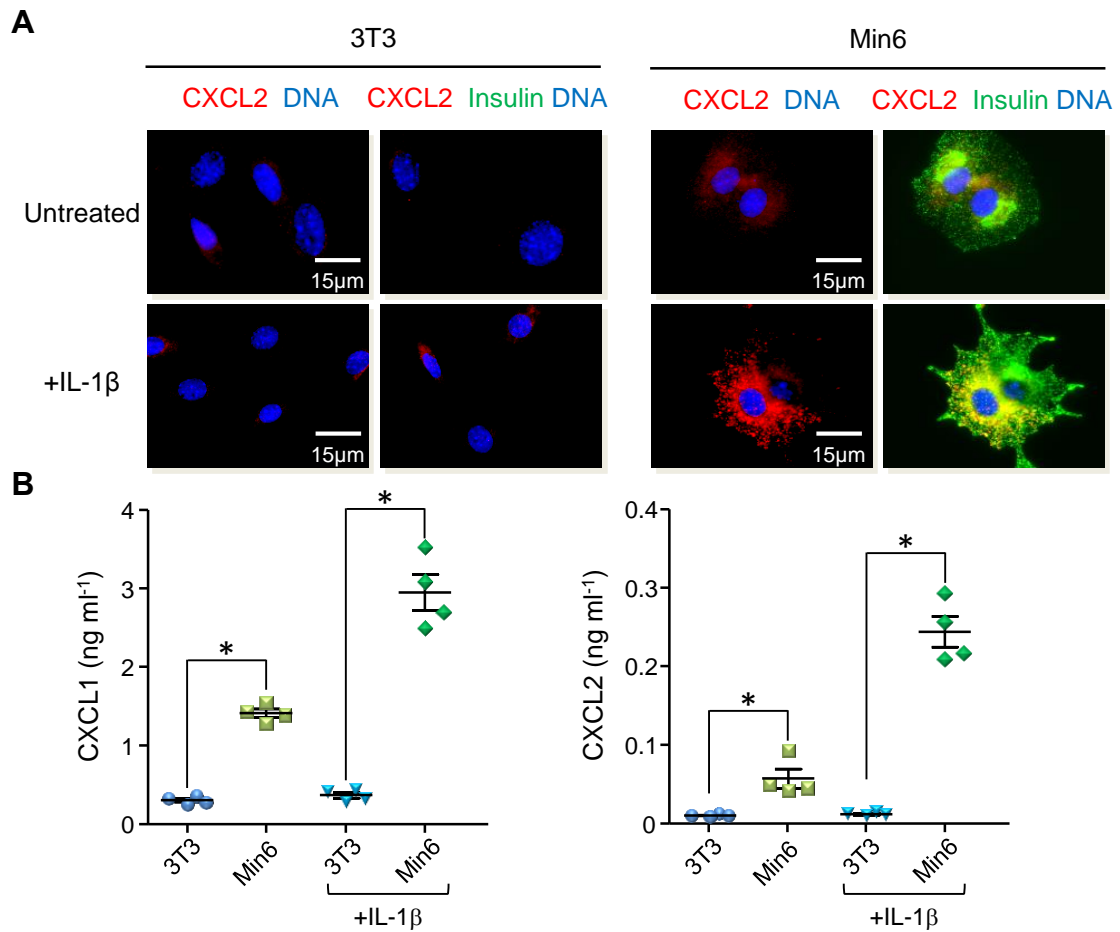 A
3T3
Min6
CXCL2 DNA
CXCL2 Insulin DNA
CXCL2 DNA
CXCL2 Insulin DNA
Untreated
15µm
15µm
+IL-1β
15µm
15µm
B
CXCL1 (ng ml-1)
4
3
2
1
0
*
*
3T3
Min6
3T3
Min6
+IL-1β
CXCL2 (ng ml-1)
0.4
0.3
0.2
0.1
0
*
*
3T3
Min6
3T3
Min6
+IL-1β